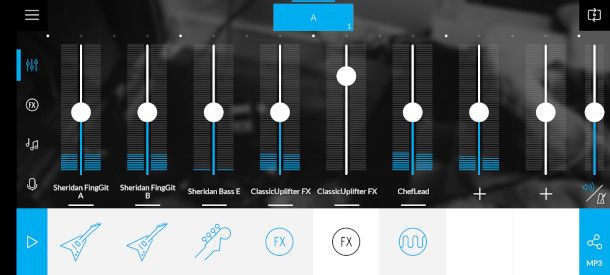 A
1
FX
Sheridan FingGit
A
Sheridan FingGit
B
Sheridan Bass E
ClassicUplifter FX
ClassicUplifter FX
ChefLead
+
+
FX
FX
MP3